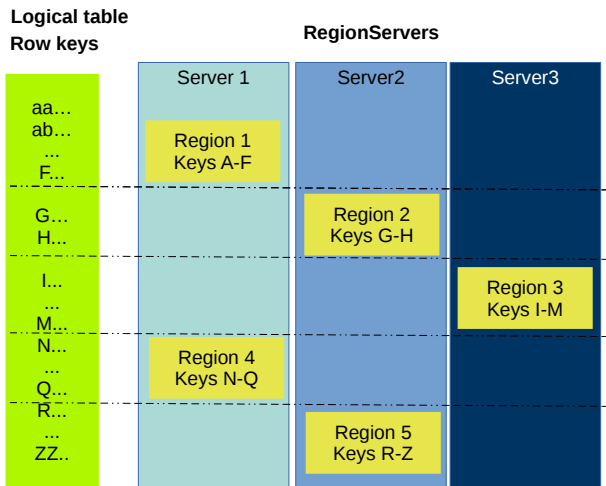 Logical table
Row keys
RegionServers
Server 1
Server2
Server3
aa...
ab...
...
F...
Region 1
Keys A-F
G...
H...
Region 2
Keys G-H
I...
...
M...
Region 3
Keys I-M
N...
...
Q...
Region 4
Keys N-Q
R...
...
ZZ..
Region 5
Keys R-Z